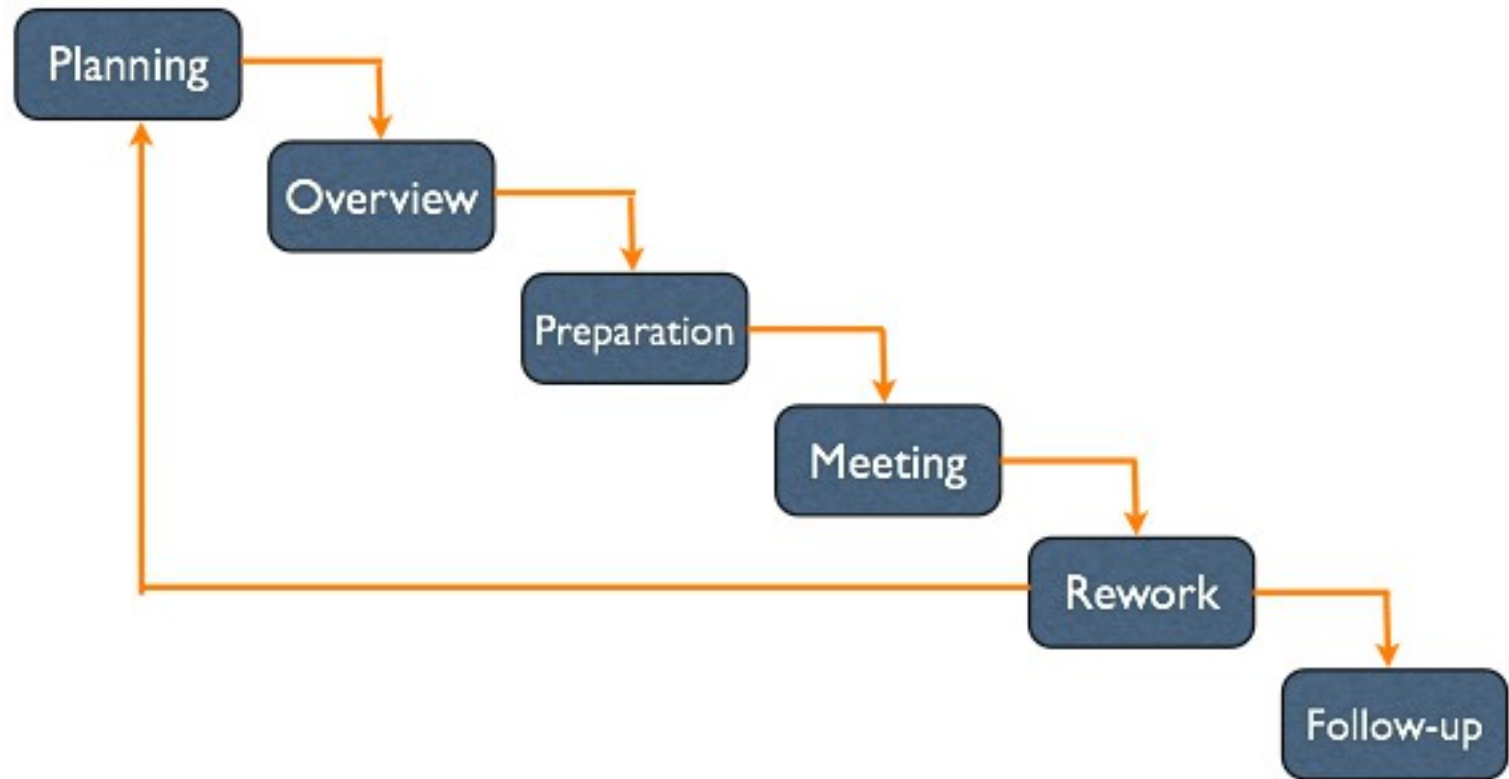 Planning
Overview
Preparation
Meeting
Rework
Follow-up